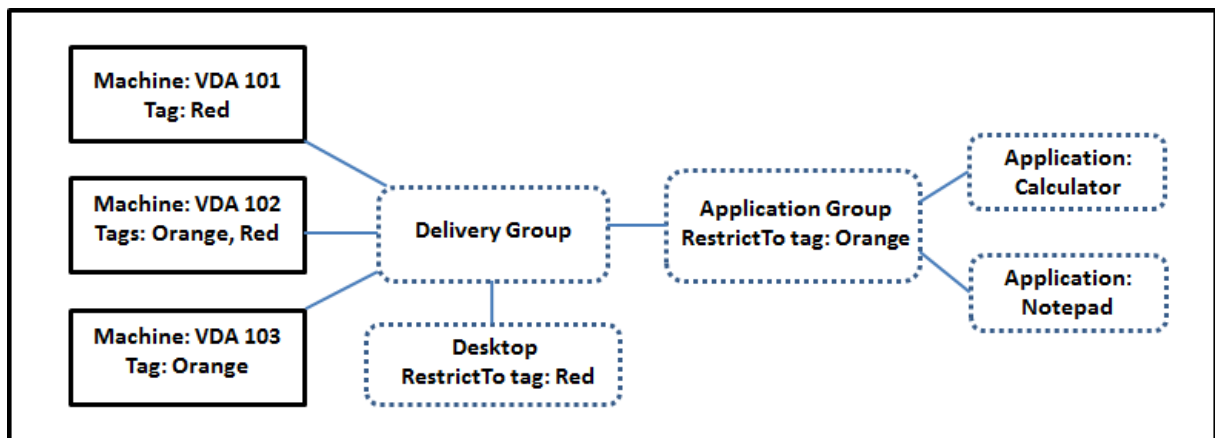 Machine: VDA 101
Tag: Red
Machine: VDA 102
Tags: Orange, Red
Machine: VDA 103
Tag: Orange
Delivery Group
Desktop
RestrictTo tag: Red
Application Group
RestrictTo tag: Orange
Application:
Calculator
Application:
Notepad